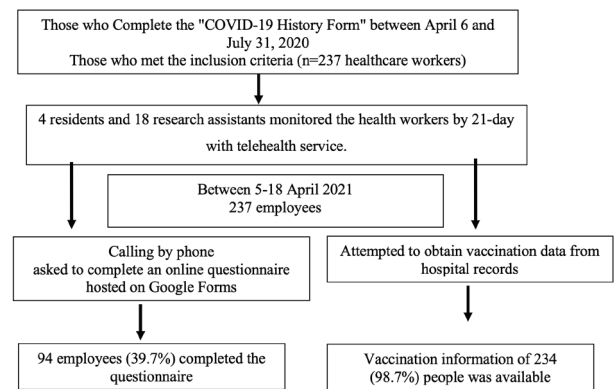 Those who Complete the "COVID-19 History Form" between April 6 and
July 31, 2020
Those who met the inclusion criteria (n=237 healthcare workers)
4 residents and 18 research assistants monitored the health workers by 21-day
with telehealth service.
Between 5-18 April 2021
237 employees
Calling by phone
asked to complete an online questionnaire
hosted on Google Forms
Attempted to obtain vaccination data from
hospital records
94 employees (39.7%) completed the
questionnaire
Vaccination information of 234
(98.7%) people was available